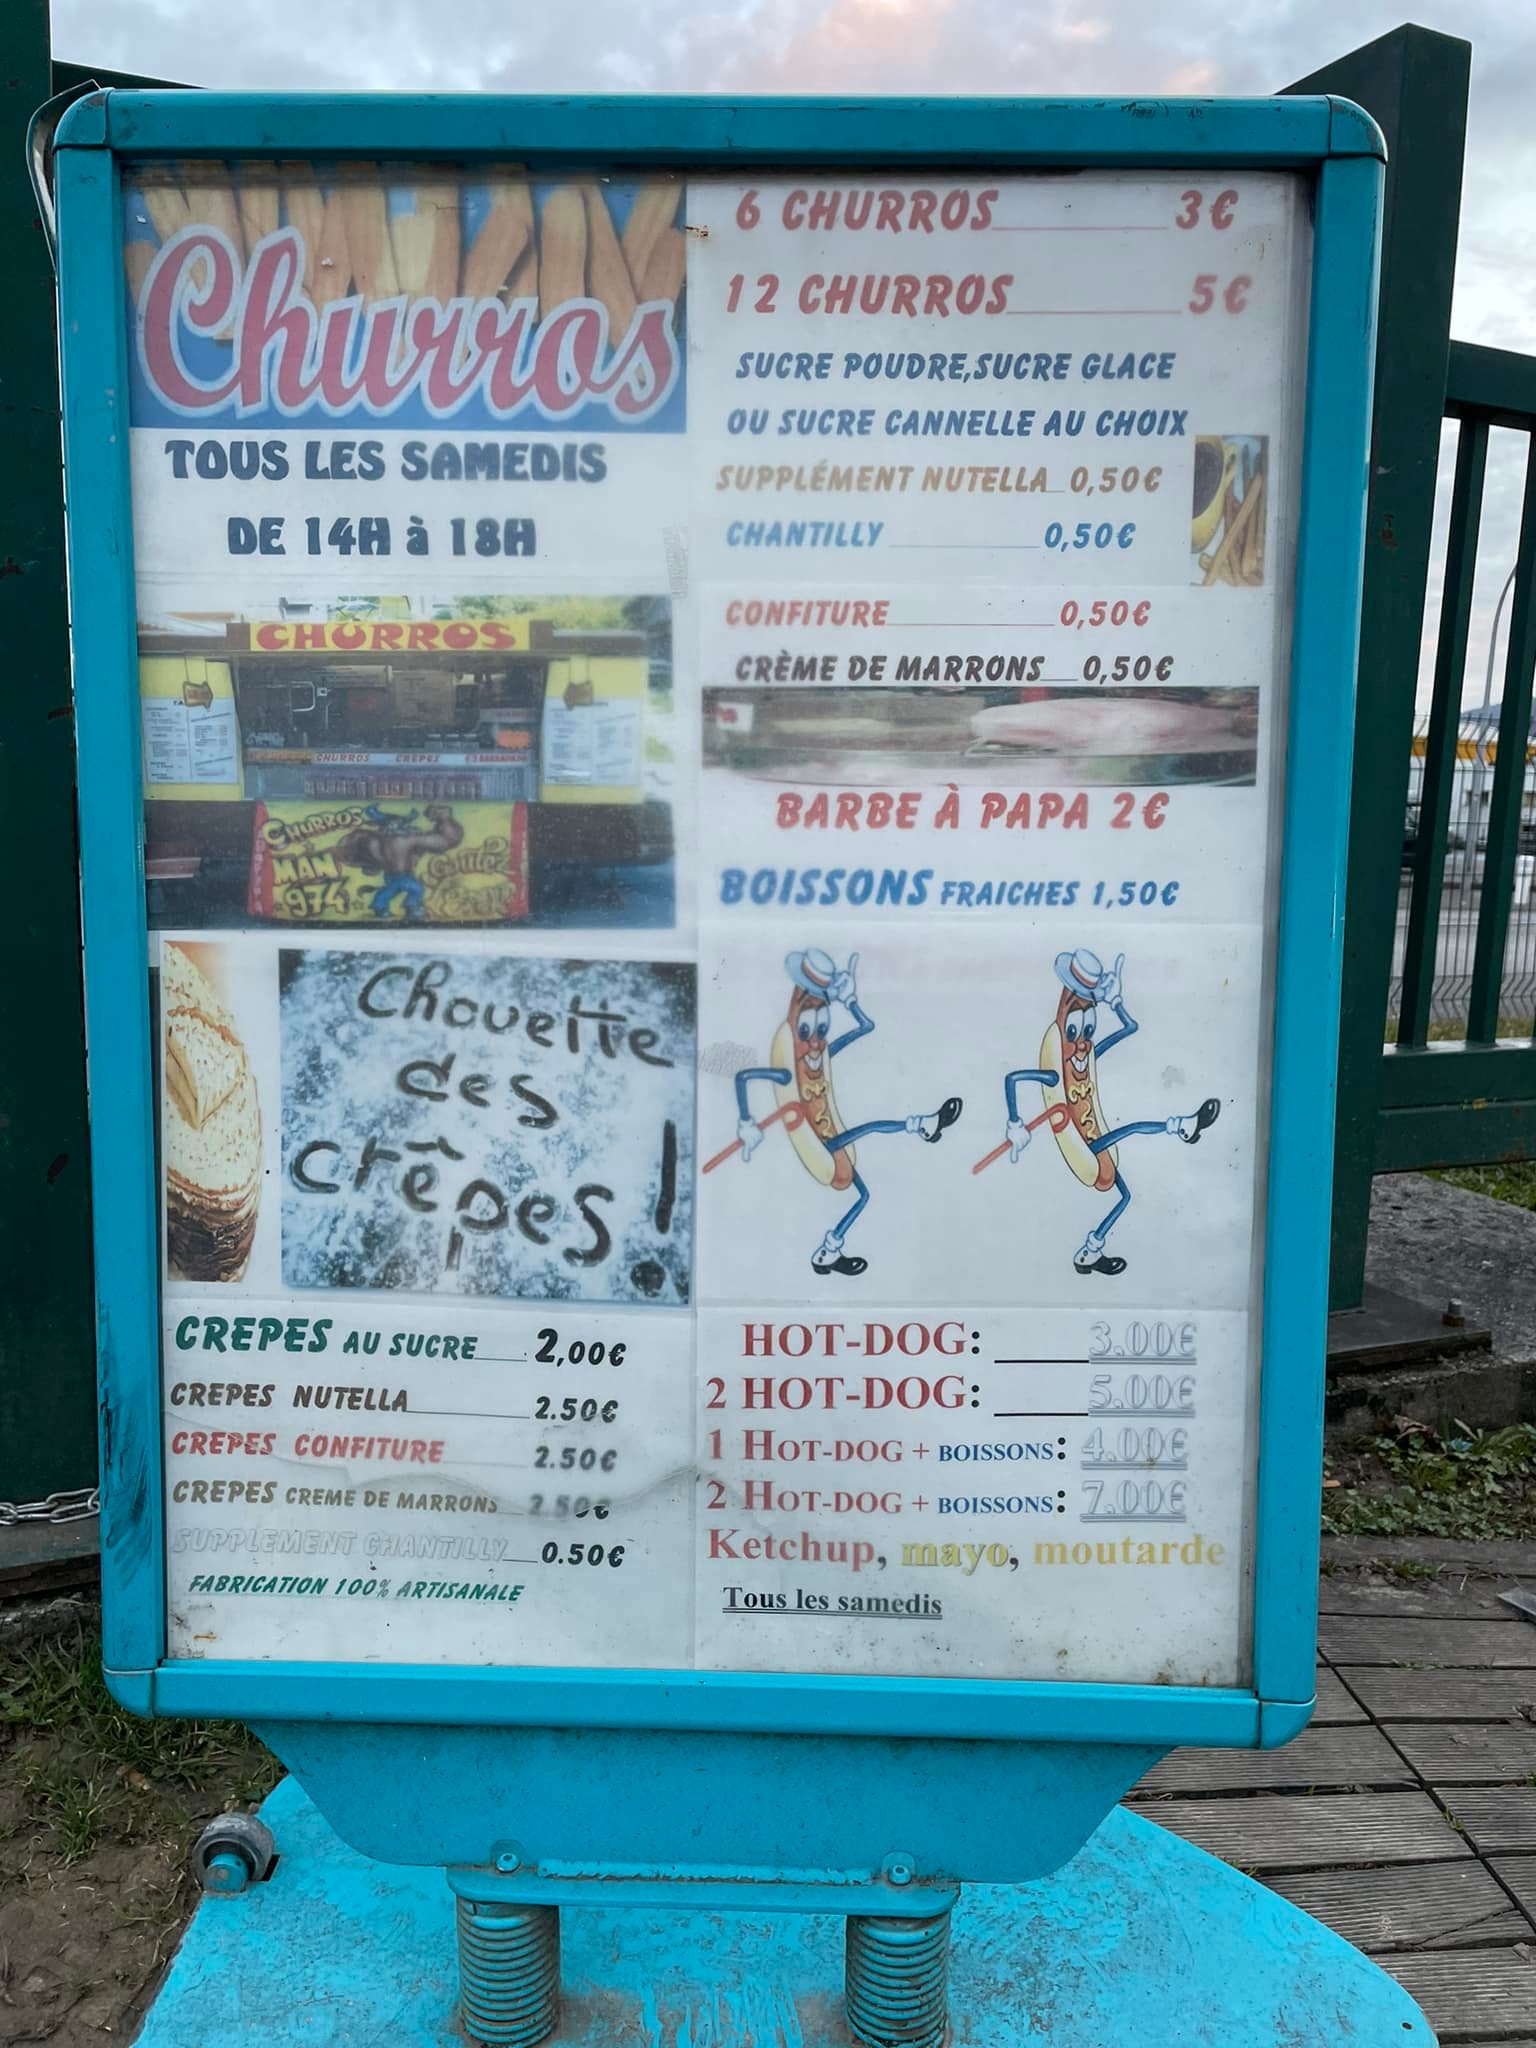 Churros
TOUS LES SAMEDIS
DE 14H à 18H
CHURROS
CHURROS CRÊPES
CHURROS
MAN
974
Chouette
des
crêpes!
CREPES AU SUCRE 2,00€
CREPES NUTELLA 2.50€
CREPES CONFITURE 2.50€
CREPES CREME DE MARRONS 2.50€
SUPPLEMENT CHANTILLY 0.50€
FABRICATION 100% ARTISANALE
6 CHURROS 3€
12 CHURROS 5€
SUCRE POUDRE,SUCRE GLACE
OU SUCRE CANNELLE AU CHOIX
SUPPLÉMENT NUTELLA 0,50€
CHANTILLY 0,50€
CONFITURE 0,50€
CRÈME DE MARRONS 0,50€
BARBE À PAPA 2€
BOISSONS FRAICHES 1,50€
HOT-DOG: 3.00€
2 HOT-DOG: 5.00€
1 HOT-DOG + BOISSONS: 4.00€
2 HOT-DOG + BOISSONS: 7.00€
Ketchup, mayo, moutarde
Tous les samedis